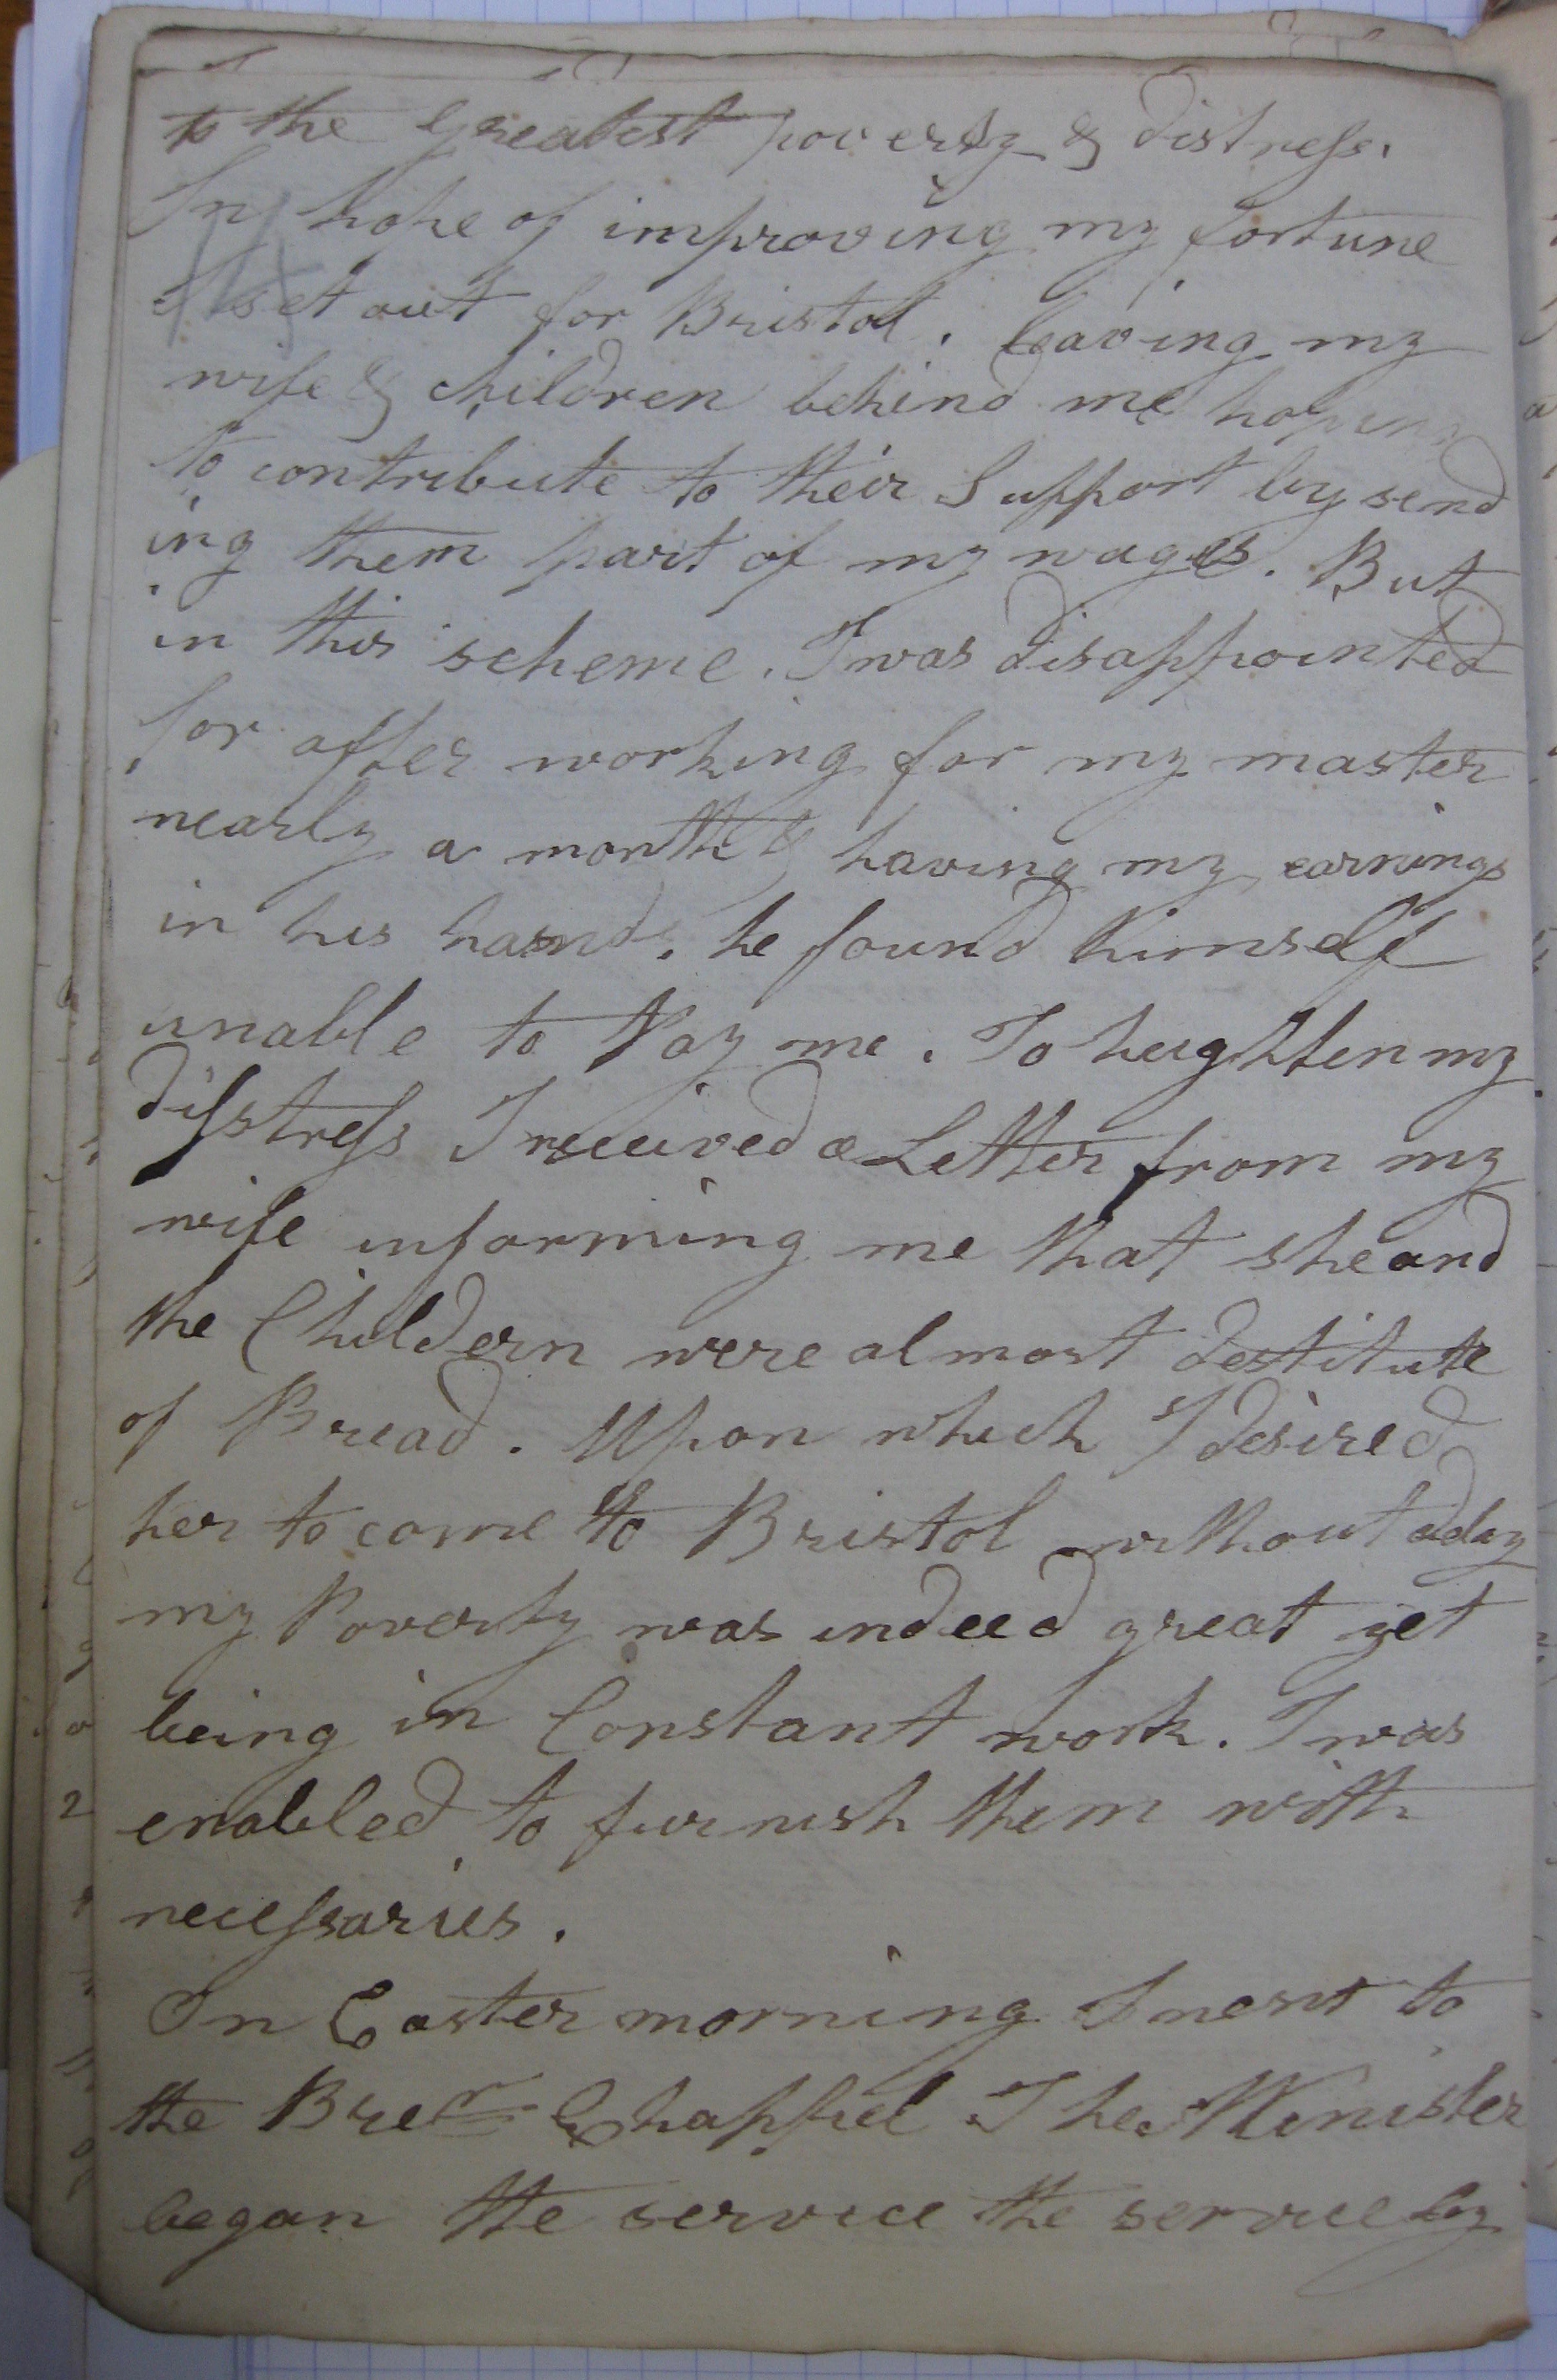 to the Greatest poverty & distress.
In hope of improving my fortune
I set out for Bristol. leaving my
wife & children behind me hoping
to contribute to their Support by send
ing them part of my wages. But
in this scheme. I was disappointed
for after working for my master
nearly a month & having my earnings
in his hands. he found himself
unable to Pay me. To heighten my
disstress I received a Letter from my
wife informing me that she and
the Childern were almost destitute
of Bread. Upon which I desired
her to come to Bristol without
my Poverty was indeed great yet
being in Constant work. I was
enabled to furnish them with
necessaries.
On Easter morning I went to
the Bren Chappel The Minister
began the service the service by